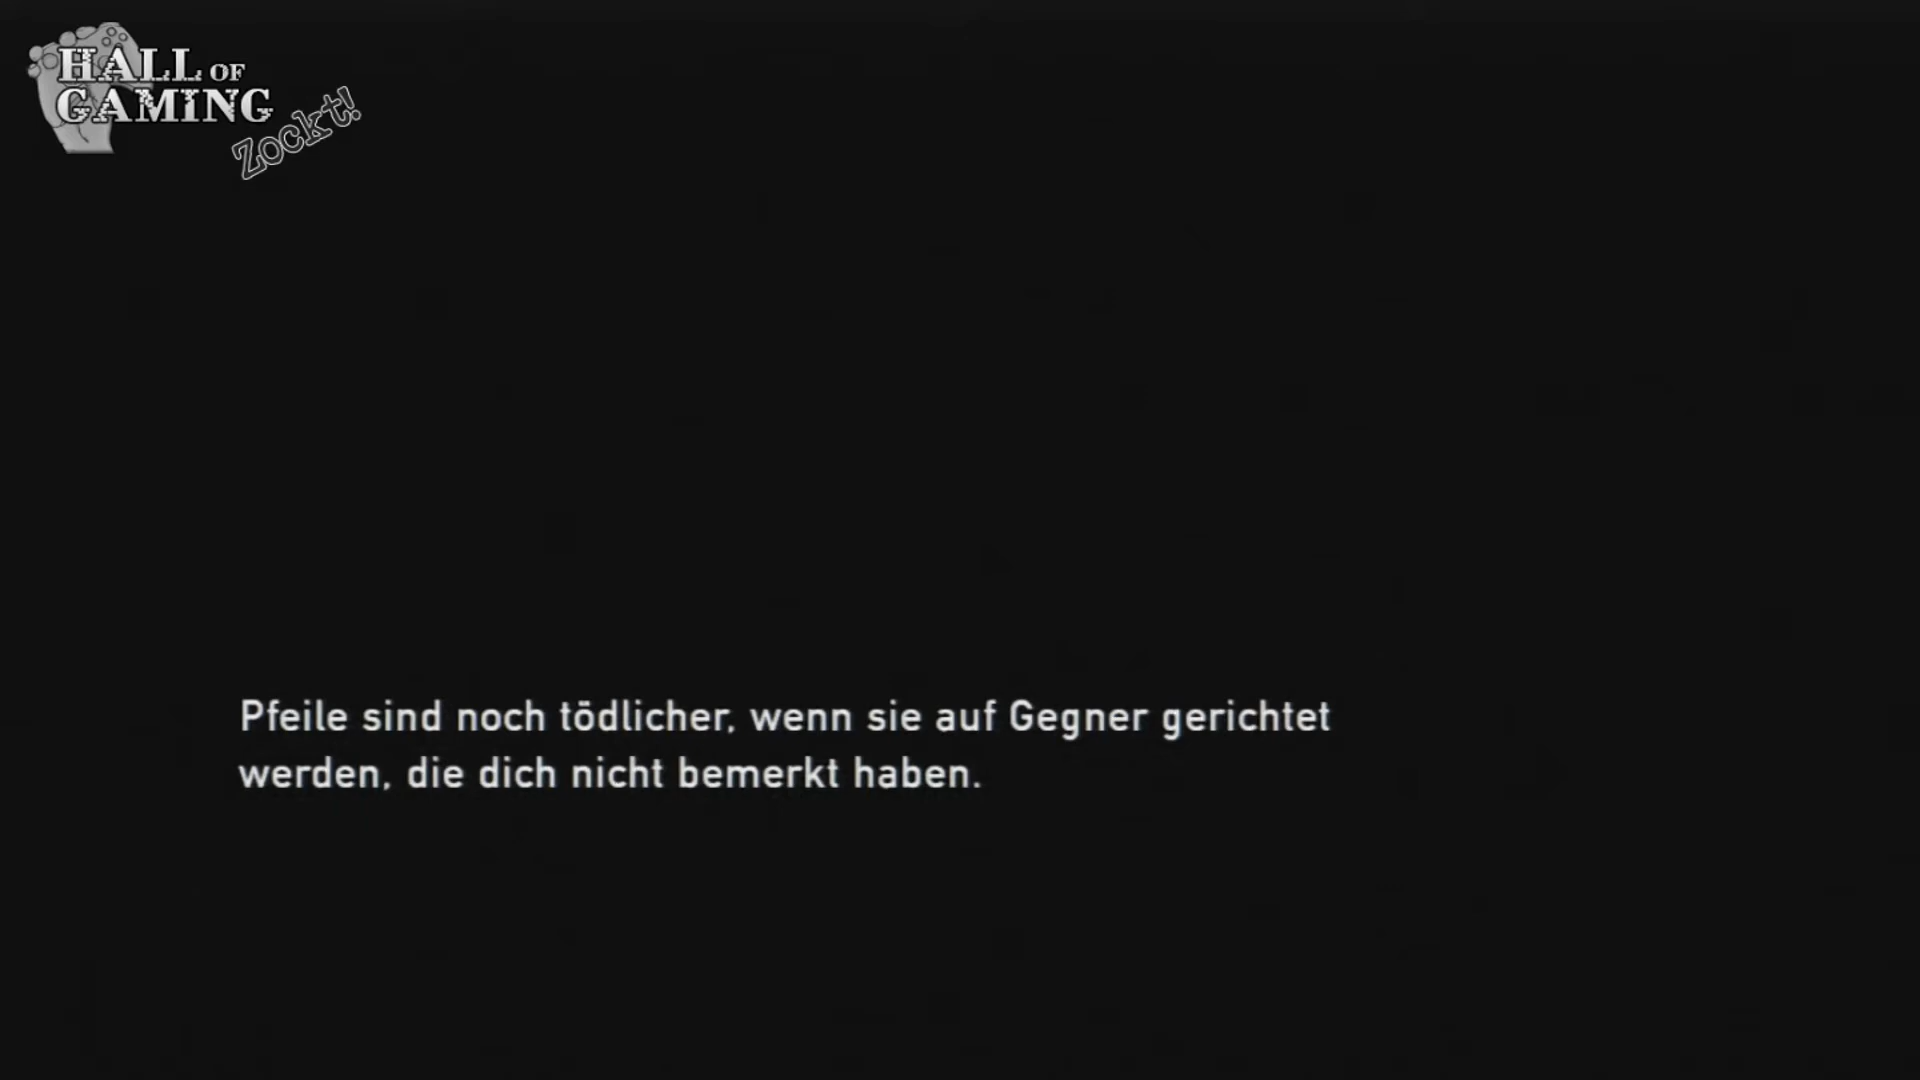 HALL OF
GAMING
Zockt!
Pfeile sind noch tödlicher, wenn sie auf Gegner gerichtet
werden, die dich nicht bemerkt haben.